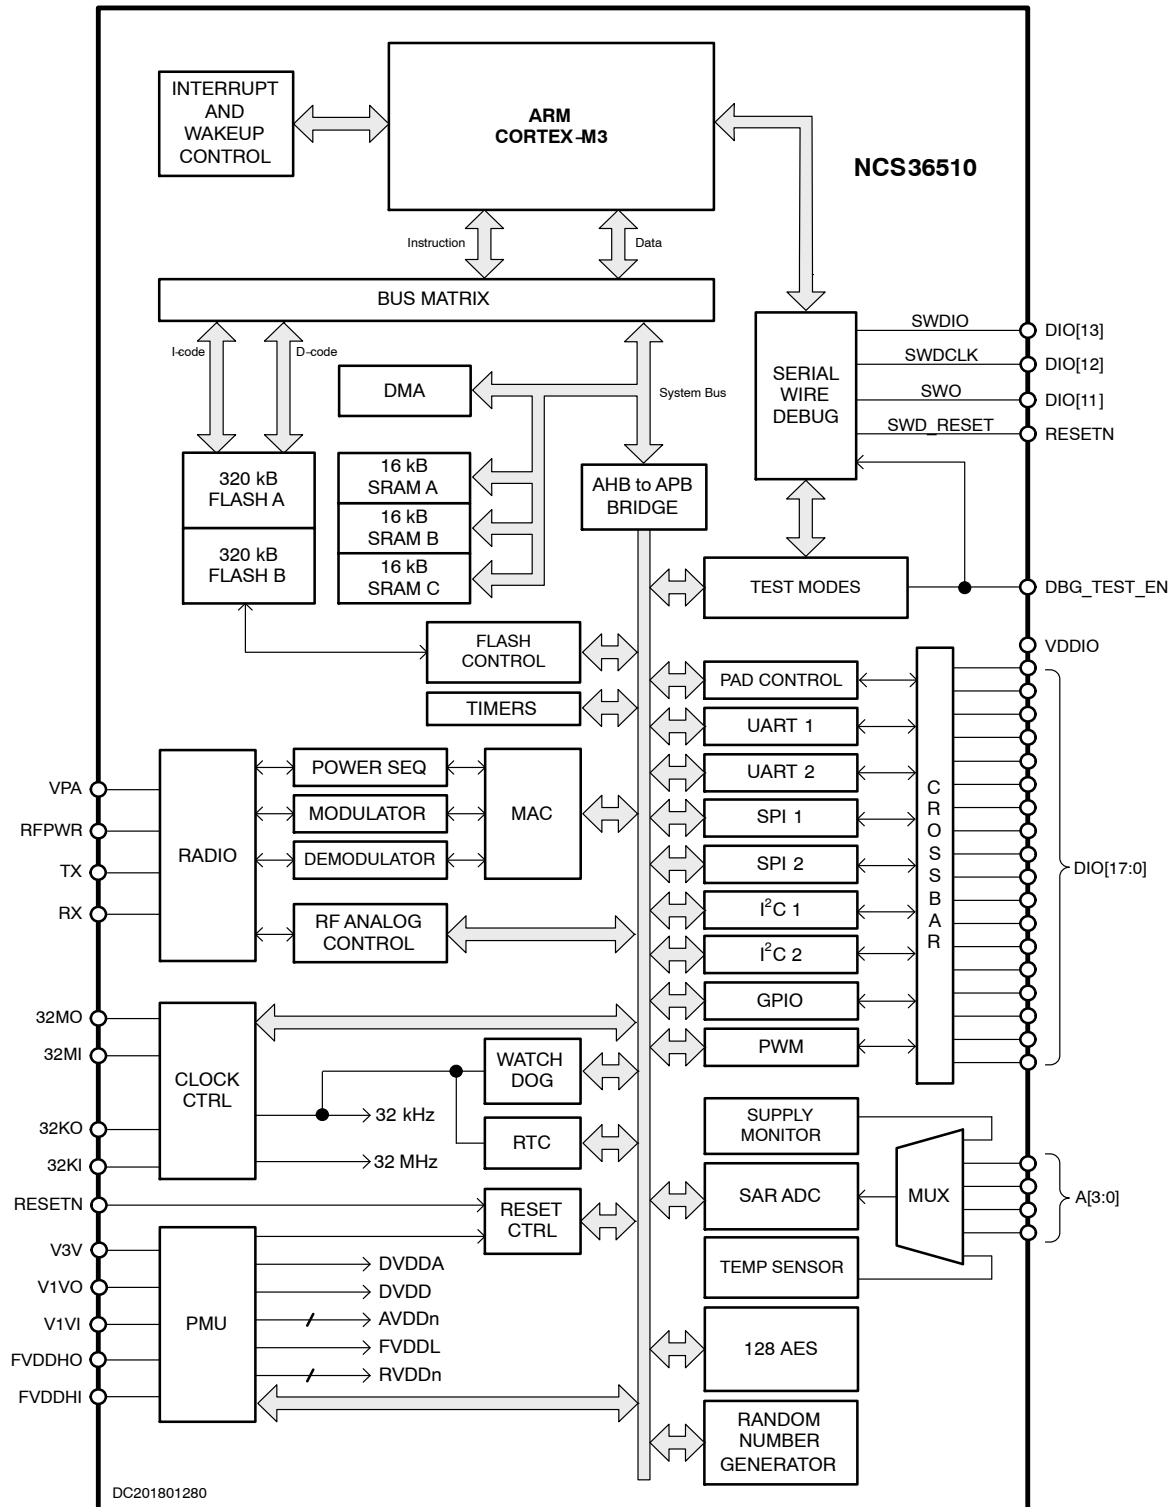 INTERRUPT
AND
WAKEUP
CONTROL
ARM
CORTEX-M3
NCS36510
Instruction
Data
BUS MATRIX
I-code
D-code
DMA
System Bus
SERIAL
WIRE
DEBUG
SWDIO
DIO[13]
SWDCLK
DIO[12]
SWO
DIO[11]
SWD_RESET
RESETN
320 kB
FLASH A
320 kB
FLASH B
16 kB
SRAM A
16 kB
SRAM B
16 kB
SRAM C
AHB to APB
BRIDGE
TEST MODES
DBG_TEST_EN
VDDIO
FLASH
CONTROL
TIMERS
PAD CONTROL
UART 1
UART 2
SPI 1
SPI 2
I²C 1
I²C 2
GPIO
PWM
CROSSBAR
DIO[17:0]
VPA
RFPWR
TX
RX
RADIO
POWER SEQ
MODULATOR
DEMODULATOR
MAC
RF ANALOG
CONTROL
32MO
32MI
32KO
32KI
CLOCK
CTRL
WATCH
DOG
32 kHz
RTC
32 MHz
RESETN
RESET
CTRL
SUPPLY
MONITOR
SAR ADC
MUX
A[3:0]
TEMP SENSOR
V3V
V1VO
V1VI
FVDDHO
FVDDHI
PMU
DVDDA
DVDD
AVDDn
FVDDL
RVDDn
128 AES
RANDOM
NUMBER
GENERATOR
DC201801280